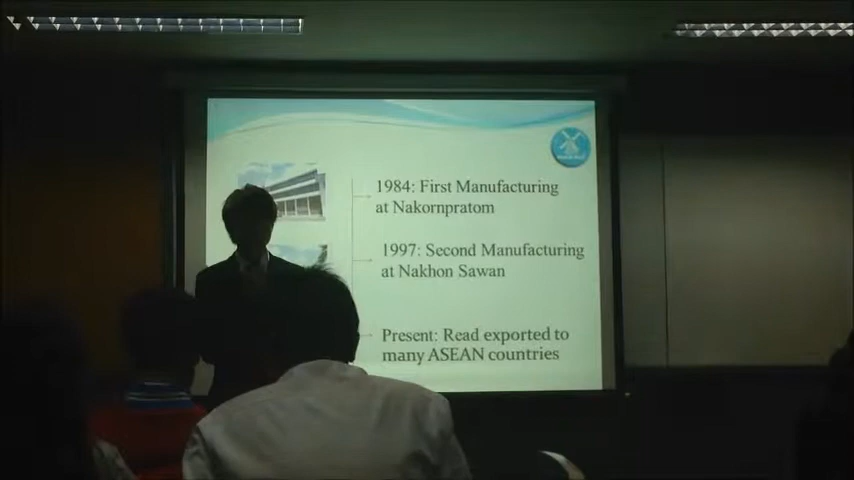 1984: First Manufacturing
at Nakornpratom
1997: Second Manufacturing
at Nakhon Sawan
Present: Read exported to
many ASEAN countries